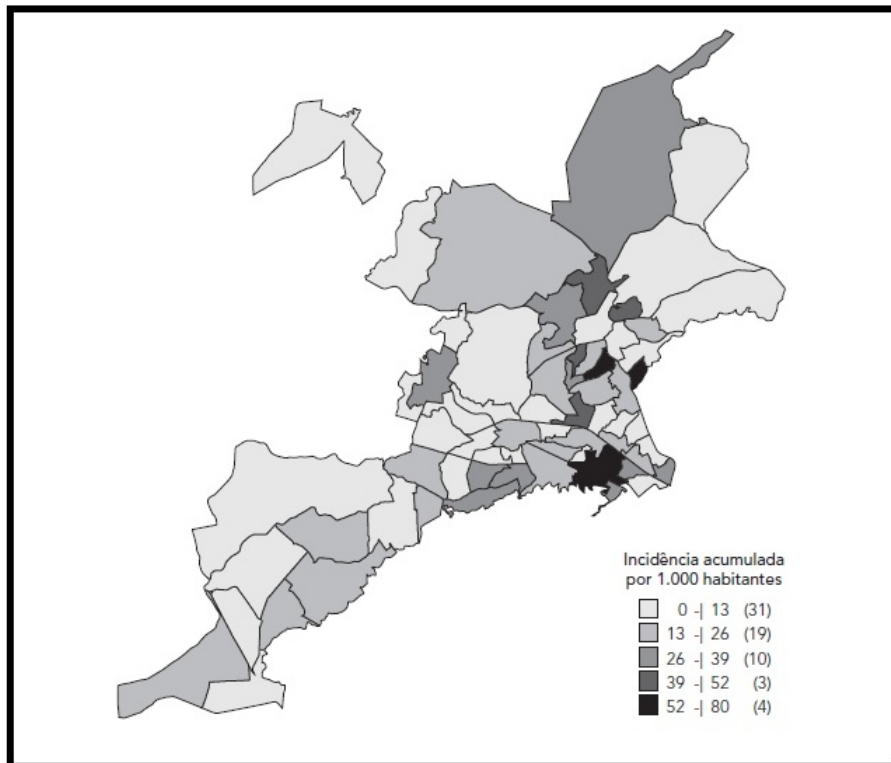 Incidência acumulada
por 1.000 habitantes
0 -| 13 (31)
13 -| 26 (19)
26 -| 39 (10)
39 -| 52 (3)
52 -| 80 (4)